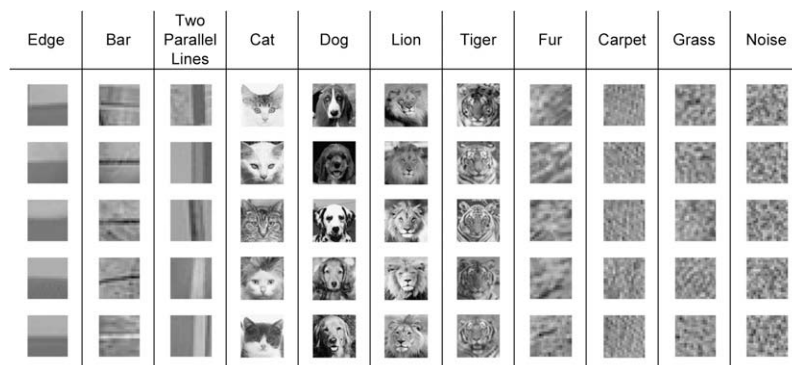 Edge
Bar
Two
Parallel
Lines
Cat
Dog
Lion
Tiger
Fur
Carpet
Grass
Noise